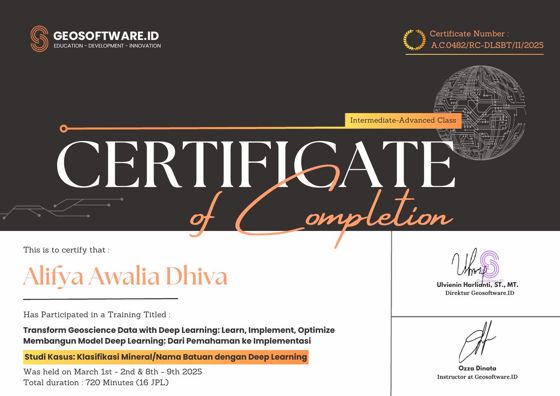 GEOSOFTWARE.ID
EDUCATION - DEVELOPMENT - INNOVATION
Certificate Number :
A.C.0482/RC-DLSBT/II/2025
Intermediate-Advanced Class
CERTIFICATE
of Completion
This is to certify that :
Alifya Awalia Dhiva
Has Participated in a Training Titled :
Transform Geoscience Data with Deep Learning: Learn, Implement, Optimize
Membangun Model Deep Learning: Dari Pemahaman ke Implementasi
Studi Kasus: Klasifikasi Mineral/Nama Batuan dengan Deep Learning
Was held on March 1st - 2nd & 8th - 9th 2025
Total duration : 720 Minutes (16 JPL)
Ulvienin Harlianti, ST., MT.
Direktur Geosoftware.ID
Ozza Dinata
Instructor at Geosoftware.ID